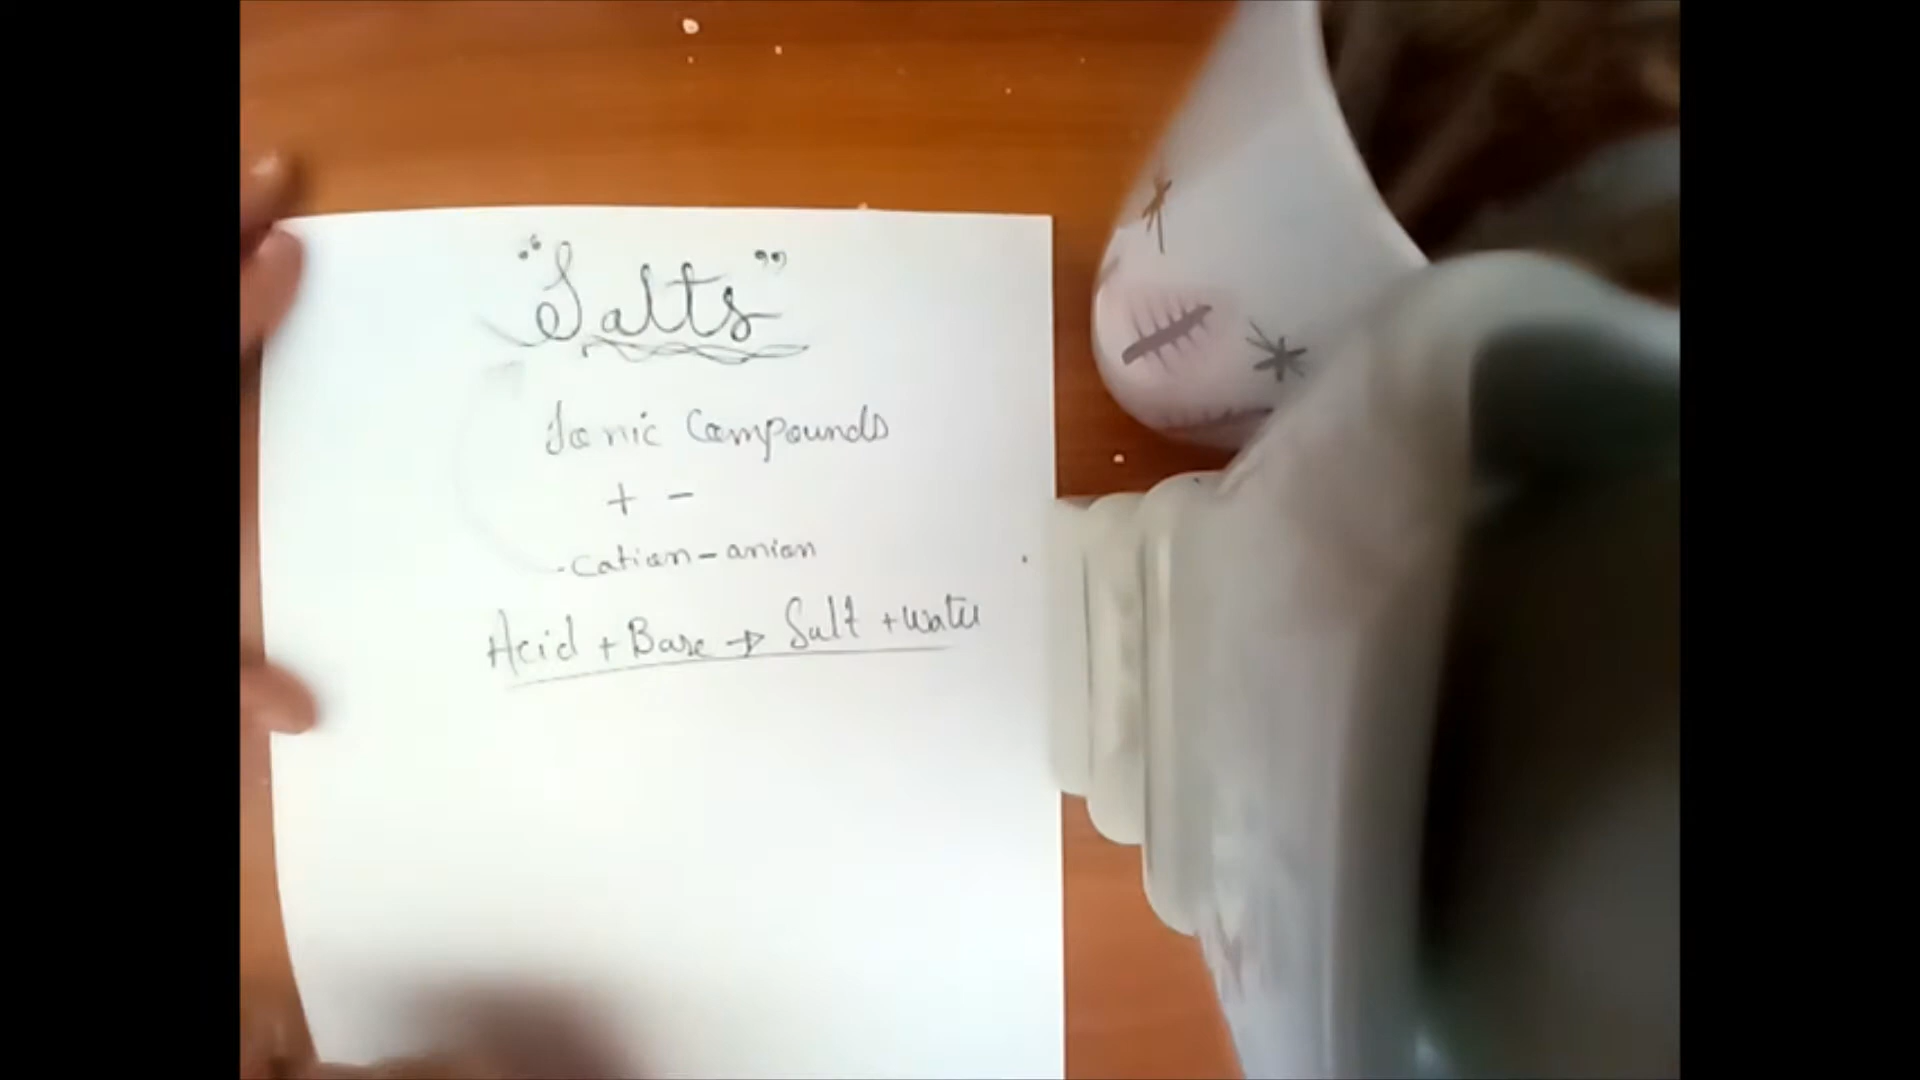 "Salts"
Ionic Compounds
+ -
cation-anion
Acid + Base → Salt + water